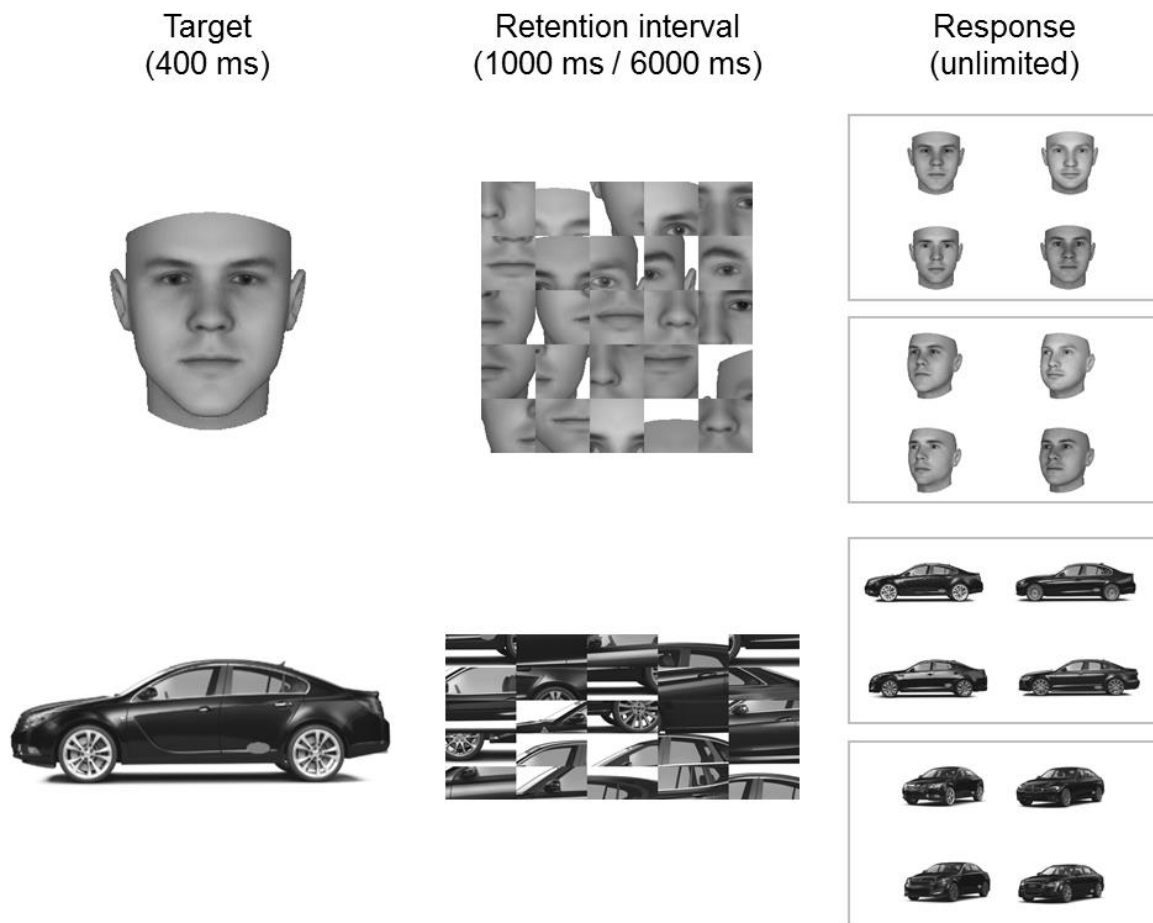 Target
(400 ms)
Retention interval
(1000 ms / 6000 ms)
Response
(unlimited)